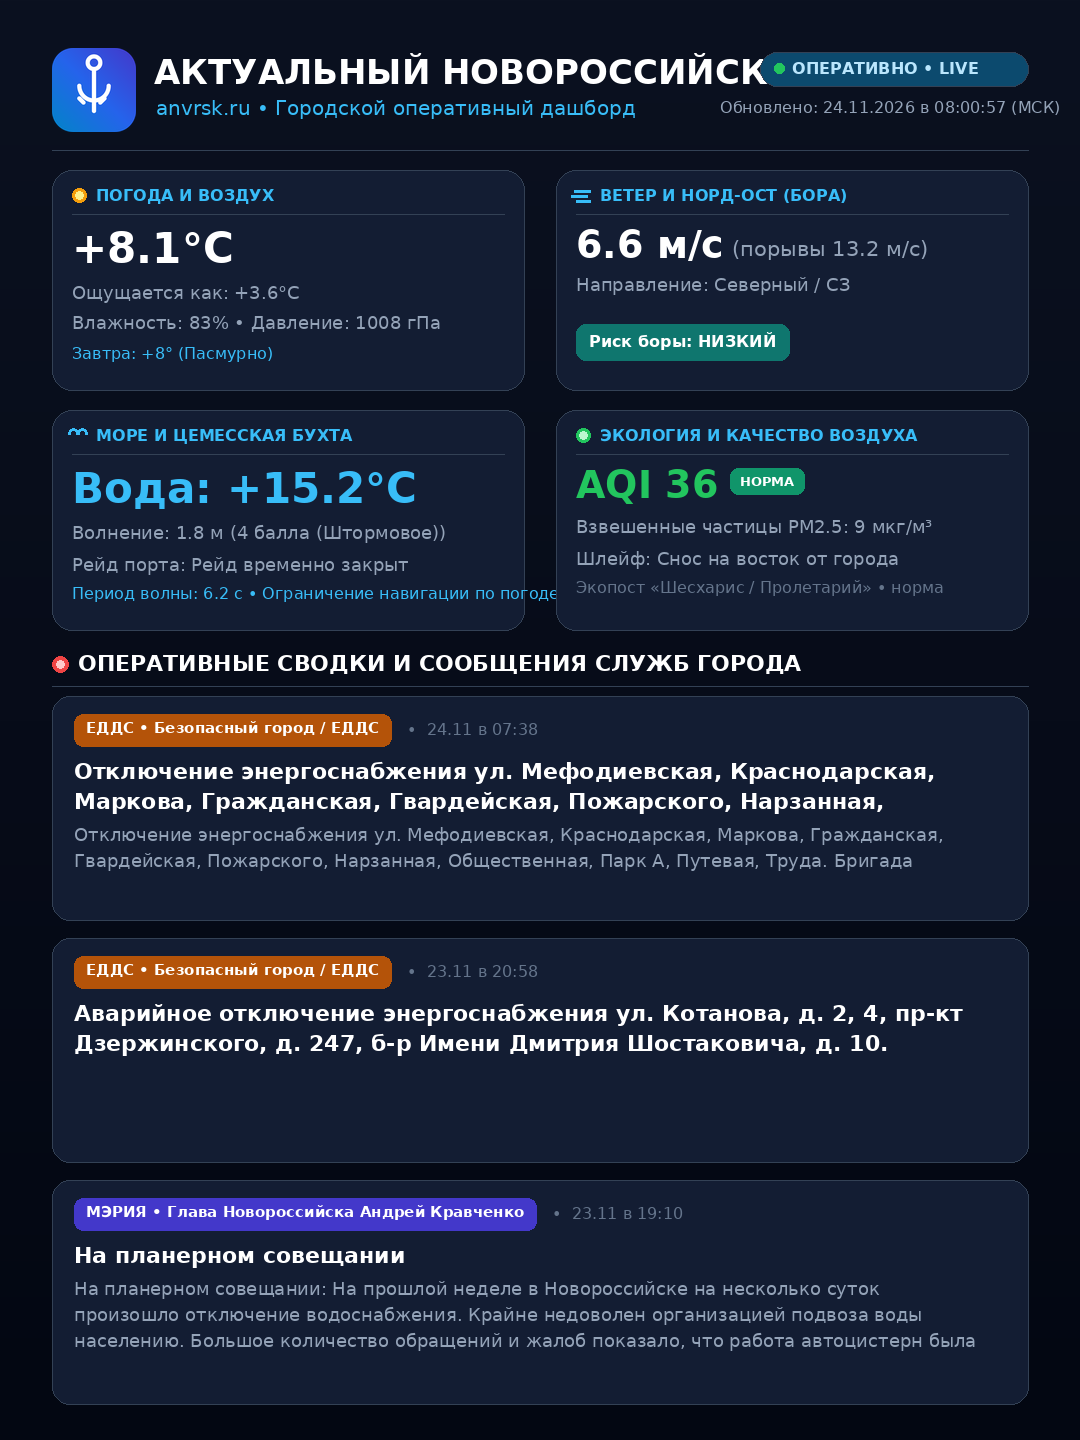 АКТУАЛЬНЫЙ НОВОРОССИЙСК
ОПЕРАТИВНО • LIVE
anvrsk.ru • Городской оперативный дашборд
Обновлено: 24.11.2026 в 08:00:57 (МСК)
ПОГОДА И ВОЗДУХ
+8.1°C
Ощущается как: +3.6°C
Влажность: 83% • Давление: 1008 гПа
Завтра: +8° (Пасмурно)
ВЕТЕР И НОРД-ОСТ (БОРА)
6.6 м/с (порывы 13.2 м/с)
Направление: Северный / СЗ
Риск боры: НИЗКИЙ
МОРЕ И ЦЕМЕССКАЯ БУХТА
Вода: +15.2°C
Волнение: 1.8 м (4 балла (Штормовое))
Рейд порта: Рейд временно закрыт
Период волны: 6.2 с • Ограничение навигации по погоде
ЭКОЛОГИЯ И КАЧЕСТВО ВОЗДУХА
AQI 36 НОРМА
Взвешенные частицы PM2.5: 9 мкг/м³
Шлейф: Снос на восток от города
Экопост «Шесхарис / Пролетарий» • норма
ОПЕРАТИВНЫЕ СВОДКИ И СООБЩЕНИЯ СЛУЖБ ГОРОДА
ЕДДС • Безопасный город / ЕДДС • 24.11 в 07:38
Отключение энергоснабжения ул. Мефодиевская, Краснодарская,
Маркова, Гражданская, Гвардейская, Пожарского, Нарзанная,
Отключение энергоснабжения ул. Мефодиевская, Краснодарская, Маркова, Гражданская,
Гвардейская, Пожарского, Нарзанная, Общественная, Парк А, Путевая, Труда. Бригада
ЕДДС • Безопасный город / ЕДДС • 23.11 в 20:58
Аварийное отключение энергоснабжения ул. Котанова, д. 2, 4, пр-кт
Дзержинского, д. 247, б-р Имени Дмитрия Шостаковича, д. 10.
МЭРИЯ • Глава Новороссийска Андрей Кравченко • 23.11 в 19:10
На планерном совещании
На планерном совещании: На прошлой неделе в Новороссийске на несколько суток
произошло отключение водоснабжения. Крайне недоволен организацией подвоза воды
населению. Большое количество обращений и жалоб показало, что работа автоцистерн была